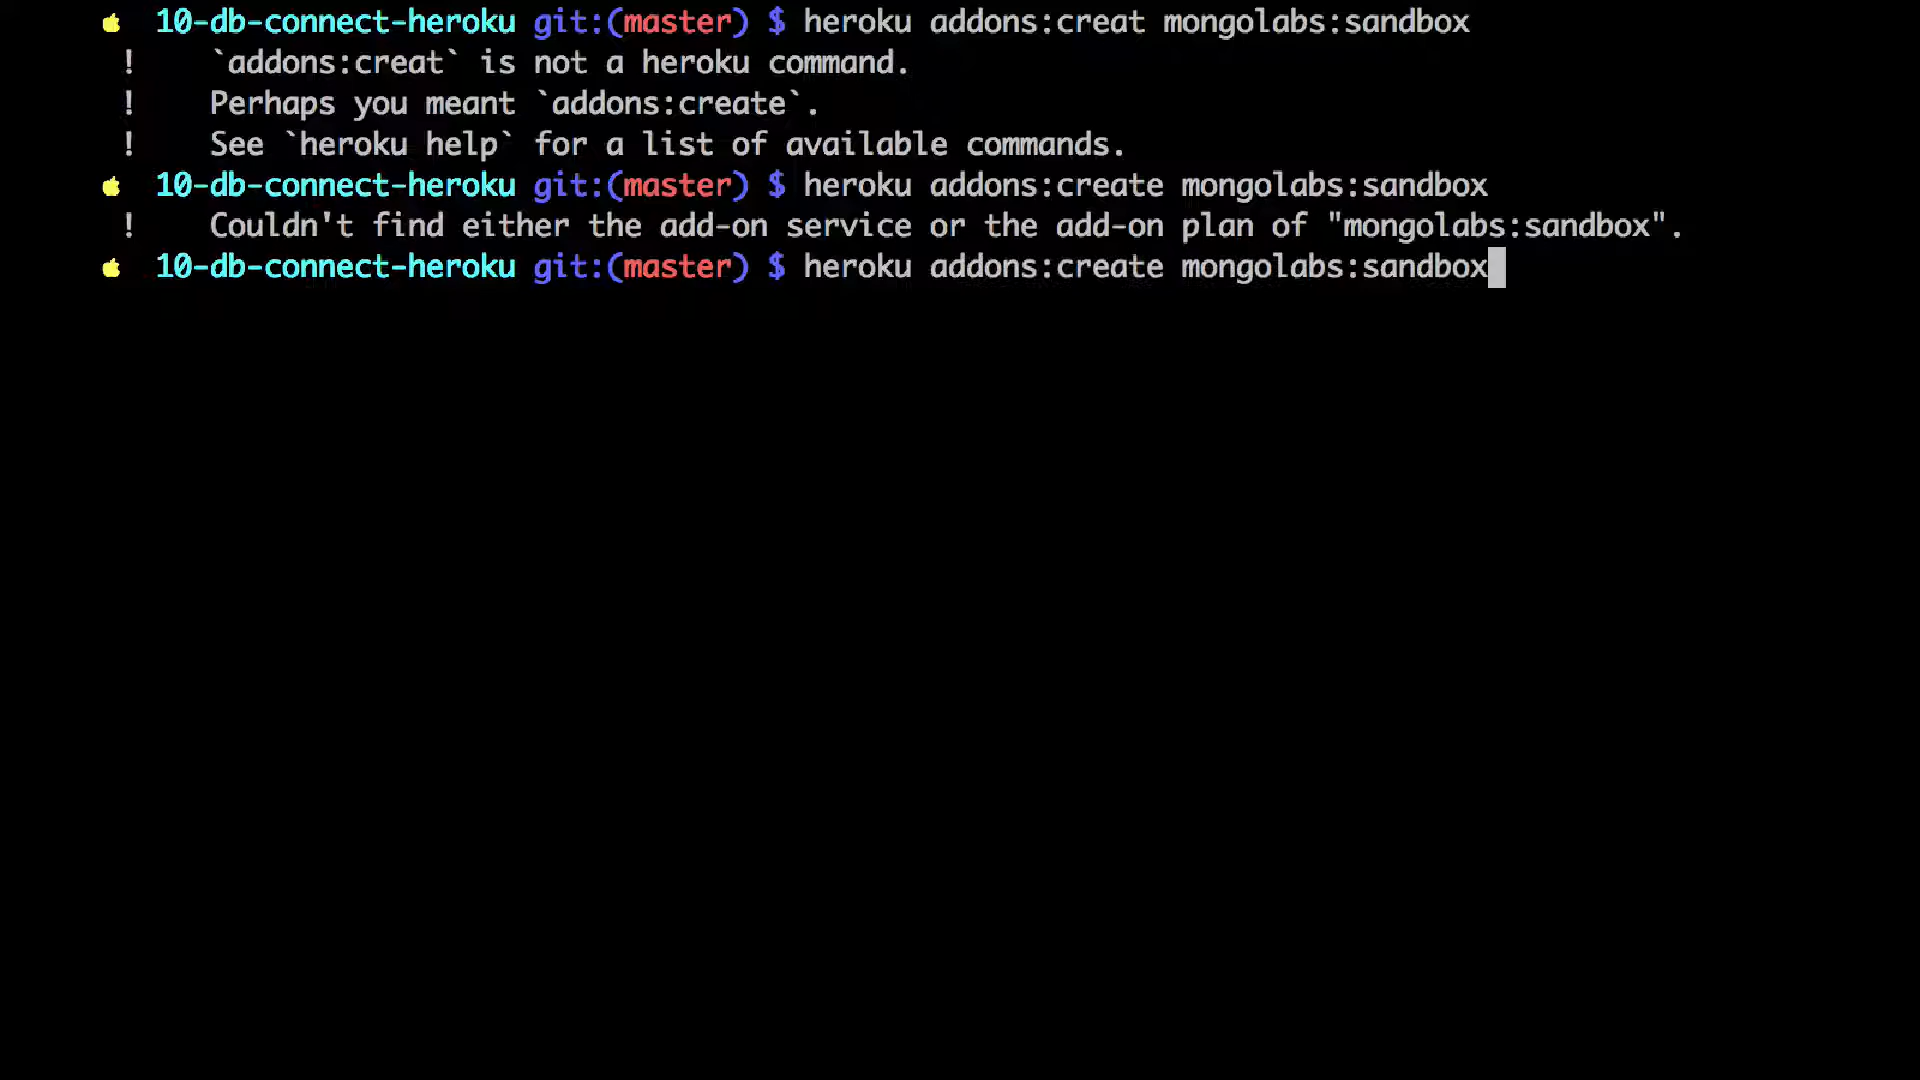 10-db-connect-heroku git:(master) $ heroku addons:creat mongolabs:sandbox
!    `addons:creat` is not a heroku command.
!    Perhaps you meant `addons:create`.
!    See `heroku help` for a list of available commands.
10-db-connect-heroku git:(master) $ heroku addons:create mongolabs:sandbox
!    Couldn't find either the add-on service or the add-on plan of "mongolabs:sandbox".
10-db-connect-heroku git:(master) $ heroku addons:create mongolabs:sandbox